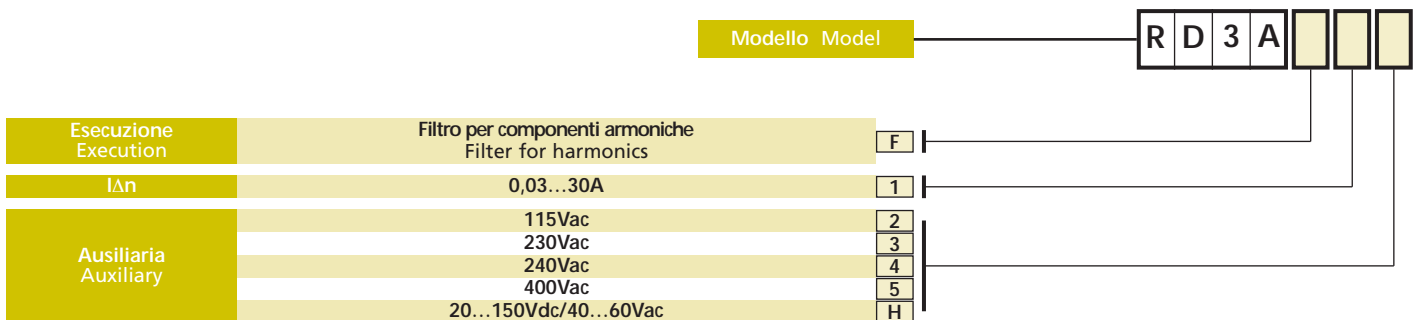 Modello Model
R D 3 A
Esecuzione
Execution
Filtro per componenti armoniche
Filter for harmonics
F
I∆n
0,03...30A
1
Ausiliaria
Auxiliary
115Vac
2
230Vac
3
240Vac
4
400Vac
5
20...150Vdc/40...60Vac
H